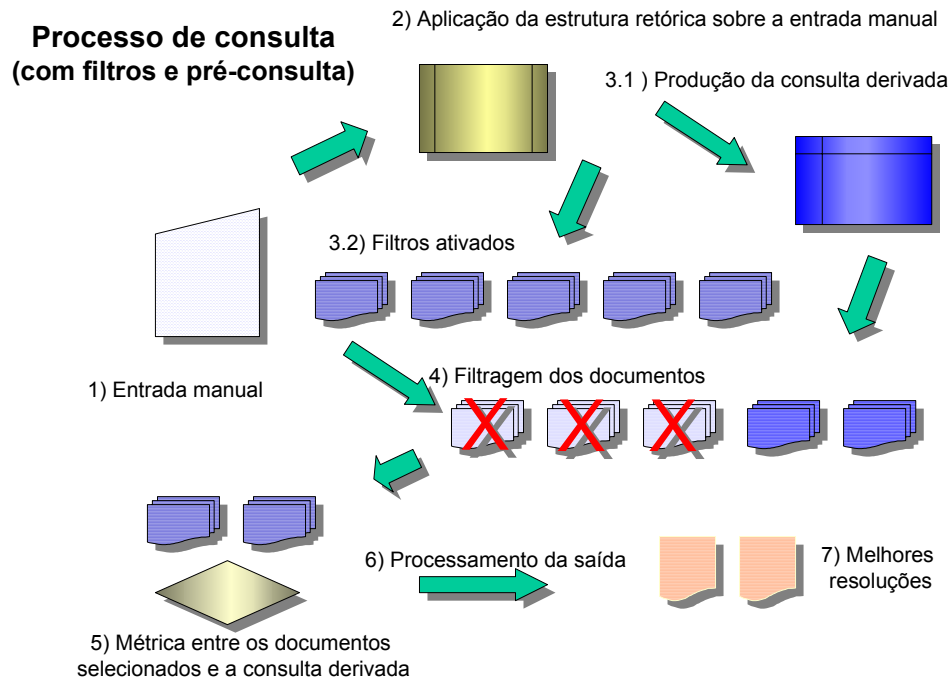 Processo de consulta
(com filtros e pré-consulta)
2) Aplicação da estrutura retórica sobre a entrada manual
3.1 ) Produção da consulta derivada
3.2) Filtros ativados
1) Entrada manual
4) Filtragem dos documentos
6) Processamento da saída
7) Melhores
resoluções
5) Métrica entre os documentos
selecionados e a consulta derivada